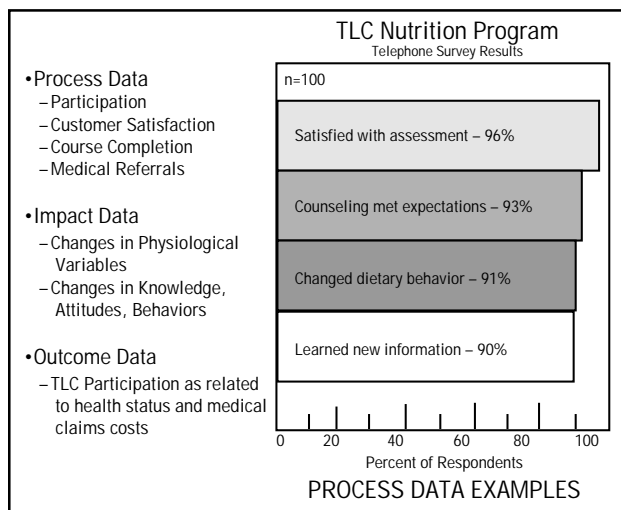 •Process Data
–Participation
–Customer Satisfaction
–Course Completion
–Medical Referrals
•Impact Data
–Changes in Physiological
Variables
–Changes in Knowledge,
Attitudes, Behaviors
•Outcome Data
–TLC Participation as related
to health status and medical
claims costs
TLC Nutrition Program
Telephone Survey Results
n=100
Satisfied with assessment – 96%
Counseling met expectations – 93%
Changed dietary behavior – 91%
Learned new information – 90%
0 20 40 60 80 100
Percent of Respondents
PROCESS DATA EXAMPLES